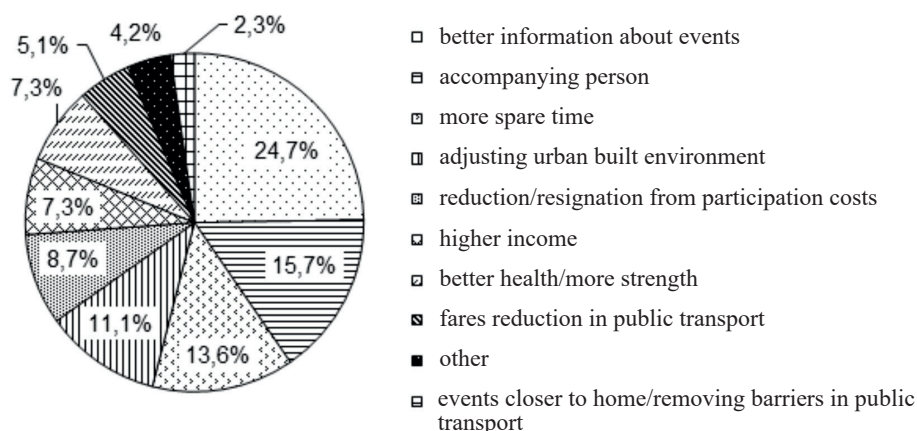 4,2%
2,3%
5,1%
7,3%
24,7%
7,3%
15,7%
8,7%
11,1%
13,6%
better information about events
accompanying person
more spare time
adjusting urban built environment
reduction/resignation from participation costs
higher income
better health/more strength
fares reduction in public transport
other
events closer to home/removing barriers in public
transport